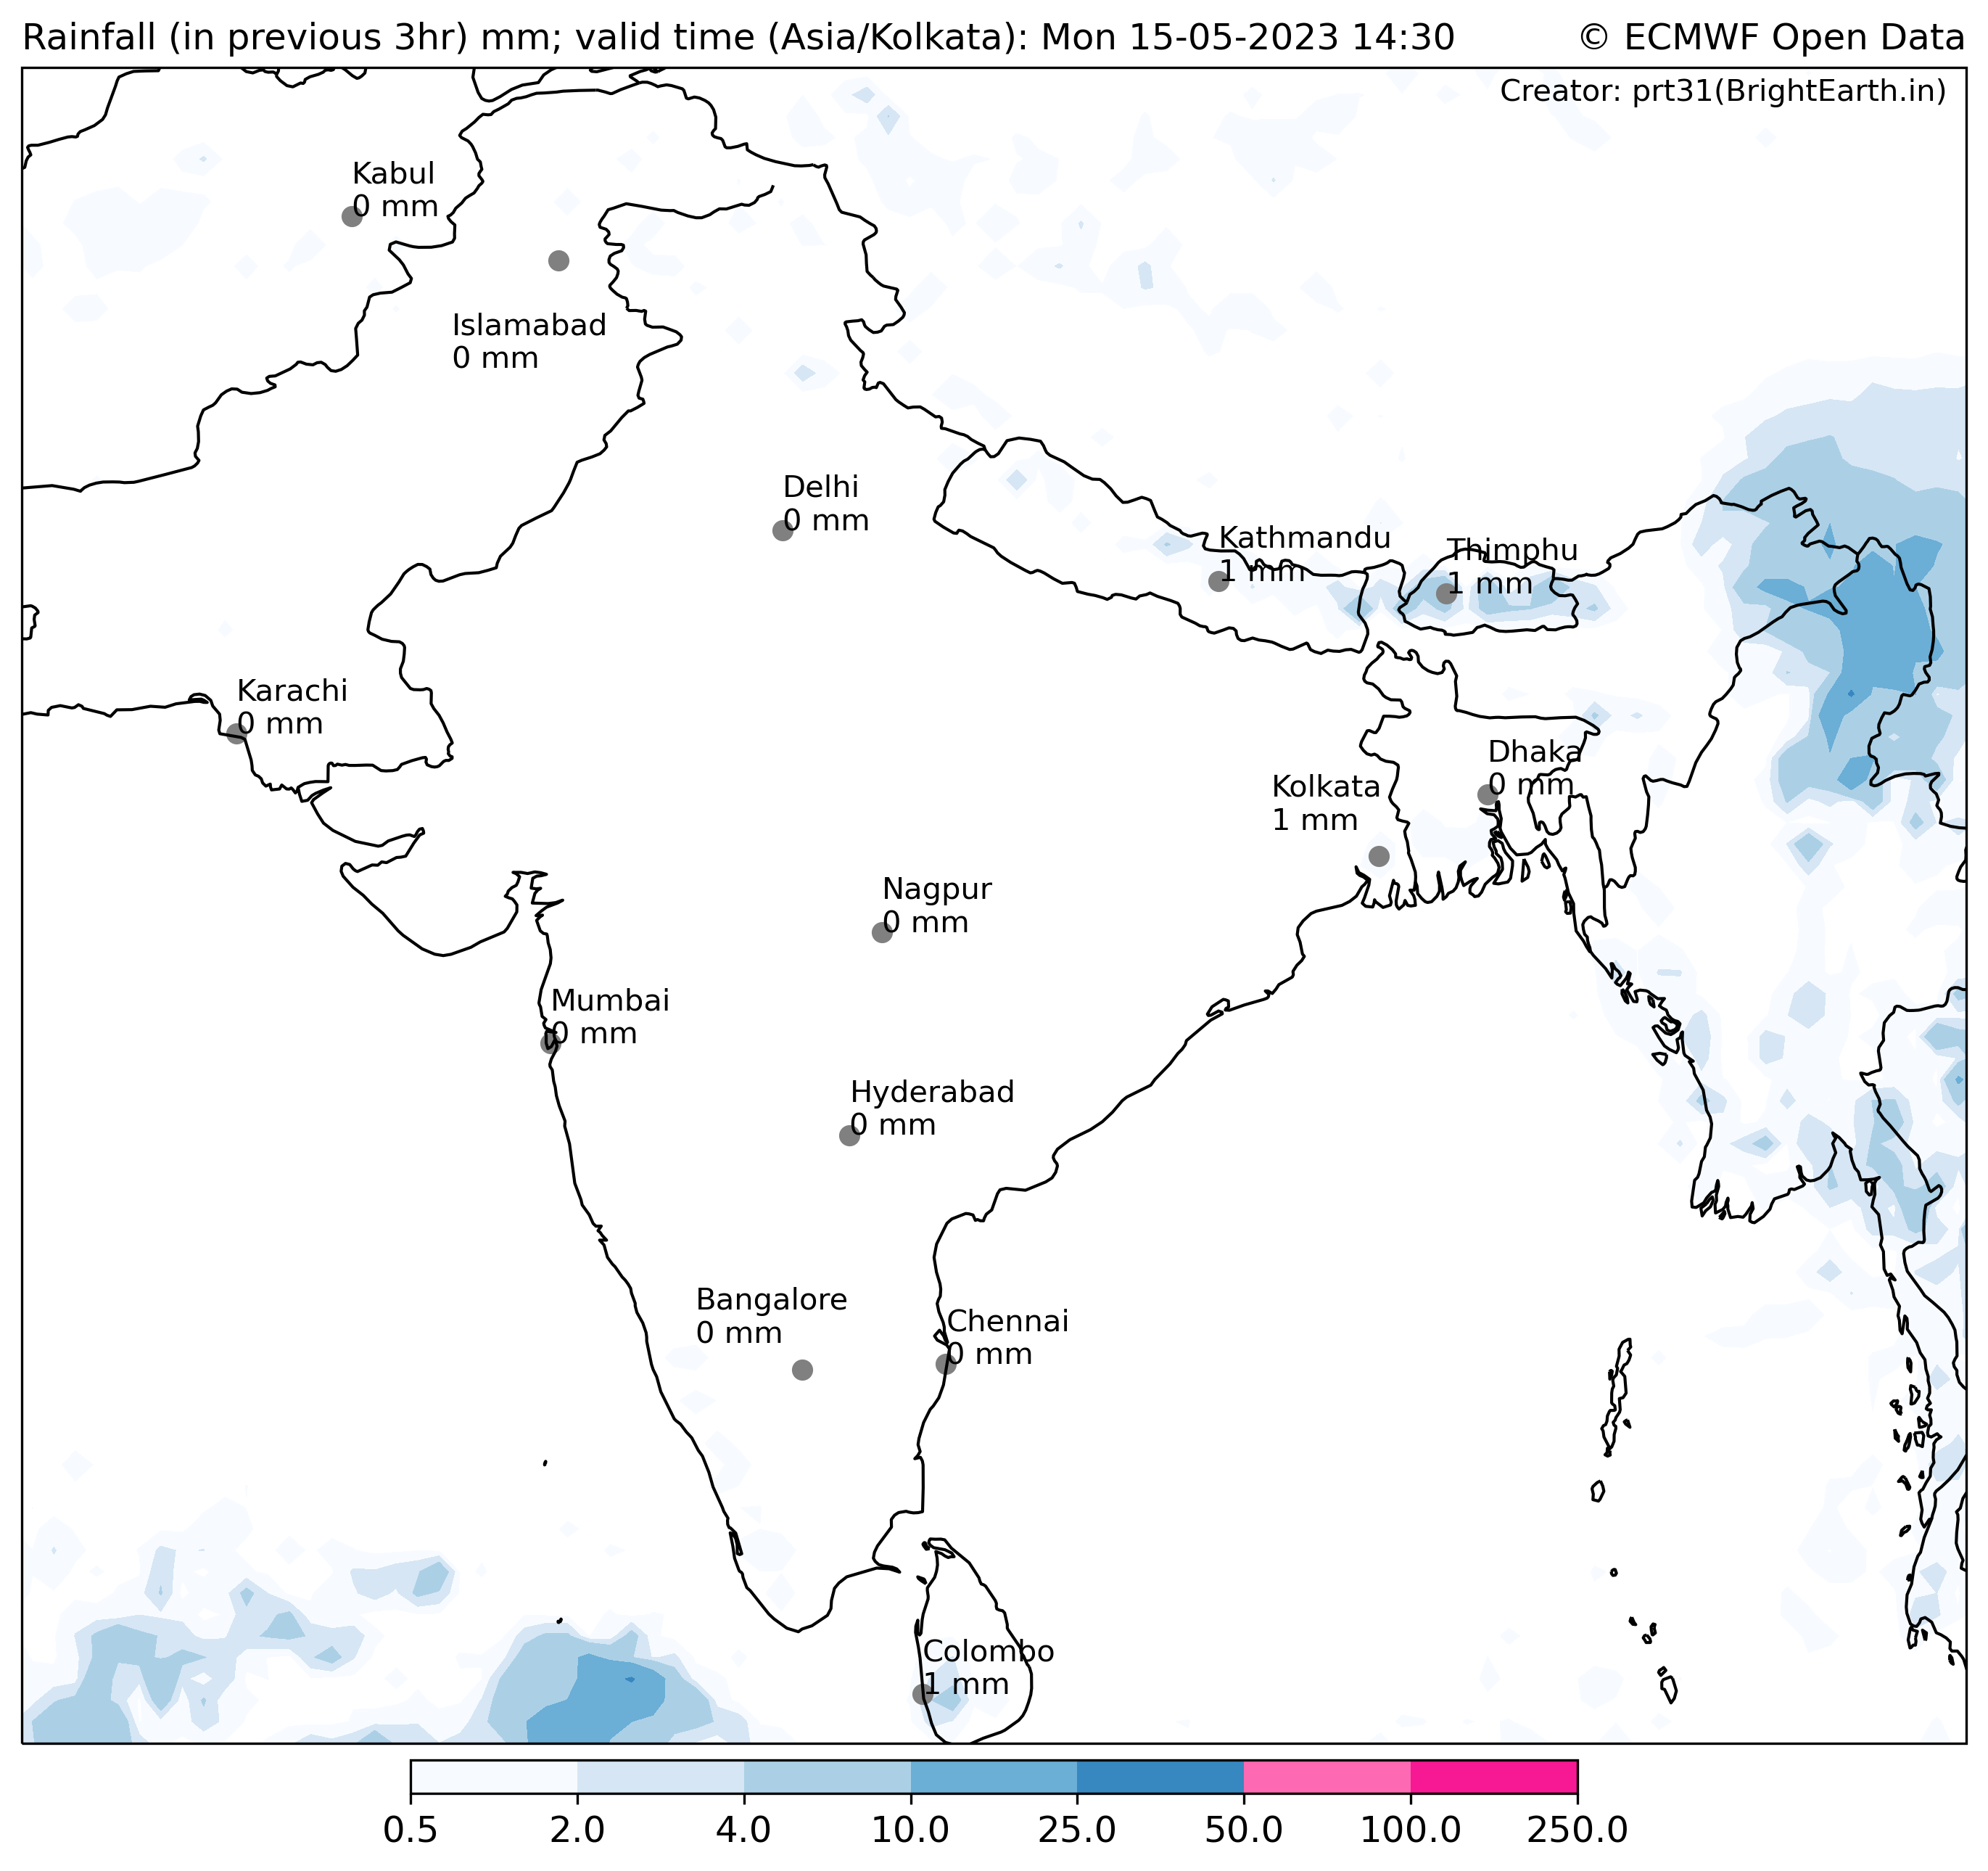 Rainfall (in previous 3hr) mm; valid time (Asia/Kolkata): Mon 15-05-2023 14:30
© ECMWF Open Data
Creator: prt31(BrightEarth.in)
Kabul
0 mm
Islamabad
0 mm
Delhi
0 mm
Kathmandu
1 mm
Thimphu
1 mm
Karachi
0 mm
Dhaka
0 mm
Kolkata
1 mm
Nagpur
0 mm
Mumbai
0 mm
Hyderabad
0 mm
Bangalore
0 mm
Chennai
0 mm
Colombo
1 mm
0.5 2.0 4.0 10.0 25.0 50.0 100.0 250.0